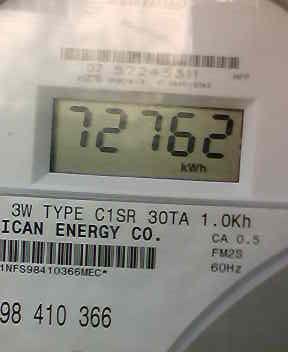 72762
kWh
3W TYPE C1SR 30TA 1.0Kh
ICAN ENERGY CO.
CA 0.5
FM2S
60Hz
1NFS98410366MEC*
98 410 366